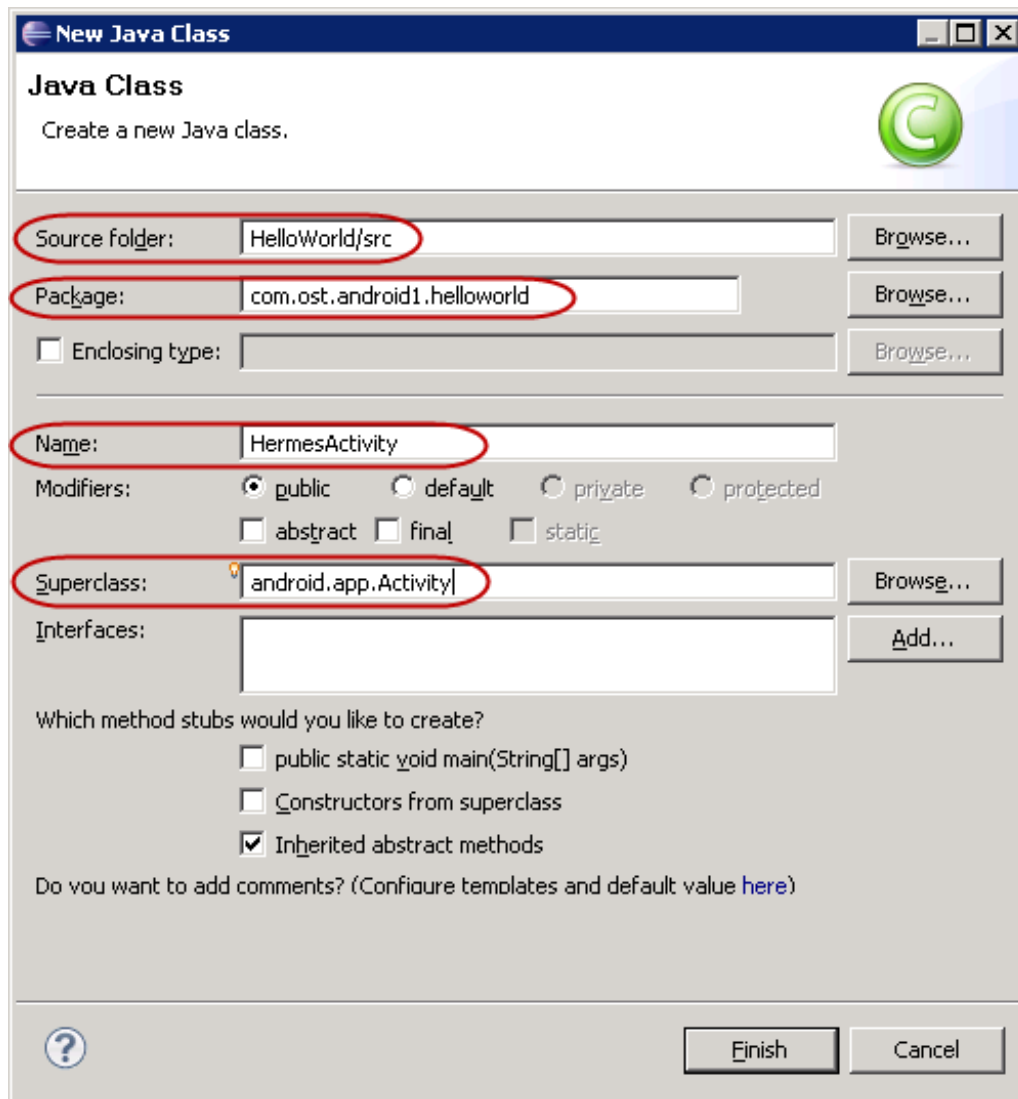 New Java Class
Java Class
Create a new Java class.
Source folder: HelloWorld/src Browse...
Package: com.ost.android1.helloworld Browse...
Enclosing type: Browse...
Name: HermesActivity
Modifiers: public default private protected
abstract final static
Superclass: android.app.Activity Browse...
Interfaces: Add...
Which method stubs would you like to create?
public static void main(String[] args)
Constructors from superclass
Inherited abstract methods
Do you want to add comments? (Configure templates and default value here)
? Finish Cancel